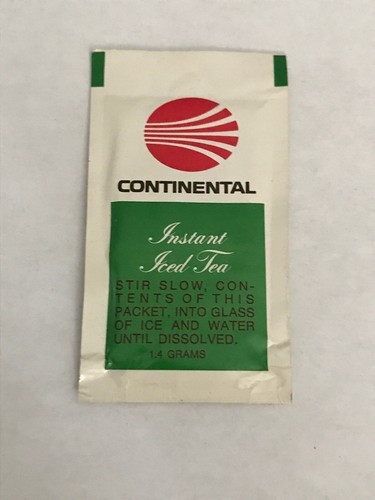 CONTINENTAL
Instant
Iced Tea
STIR SLOW, CON-
TENTS OF THIS
PACKET, INTO GLASS
OF ICE AND WATER
UNTIL DISSOLVED.
1.4 GRAMS